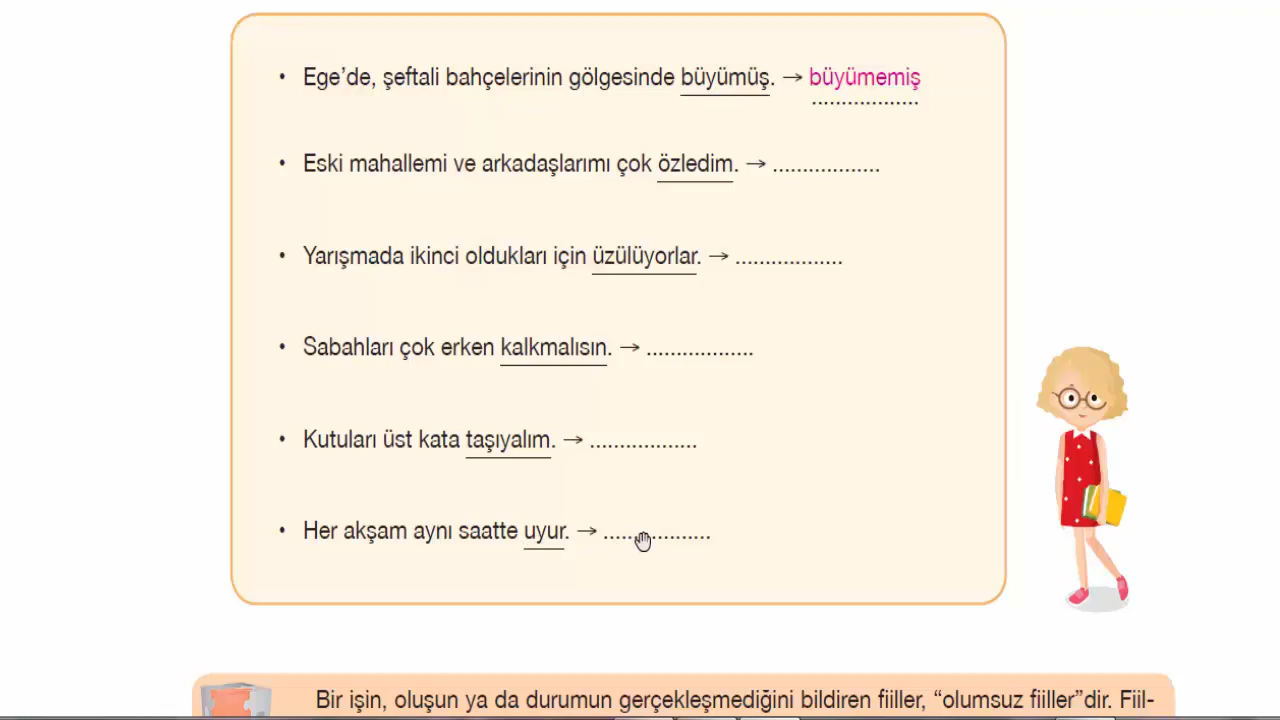 • Ege’de, şeftali bahçelerinin gölgesinde büyümüş. → büyümemiş
• Eski mahallemi ve arkadaşlarımı çok özledim. → ..................
• Yarışmada ikinci oldukları için üzülüyorlar. → ..................
• Sabahları çok erken kalkmalısın. → ..................
• Kutuları üst kata taşıyalım. → ..................
• Her akşam aynı saatte uyur. → ..................
Bir işin, oluşun ya da durumun gerçekleşmediğini bildiren fiiller, “olumsuz fiiller”dir. Fiil-